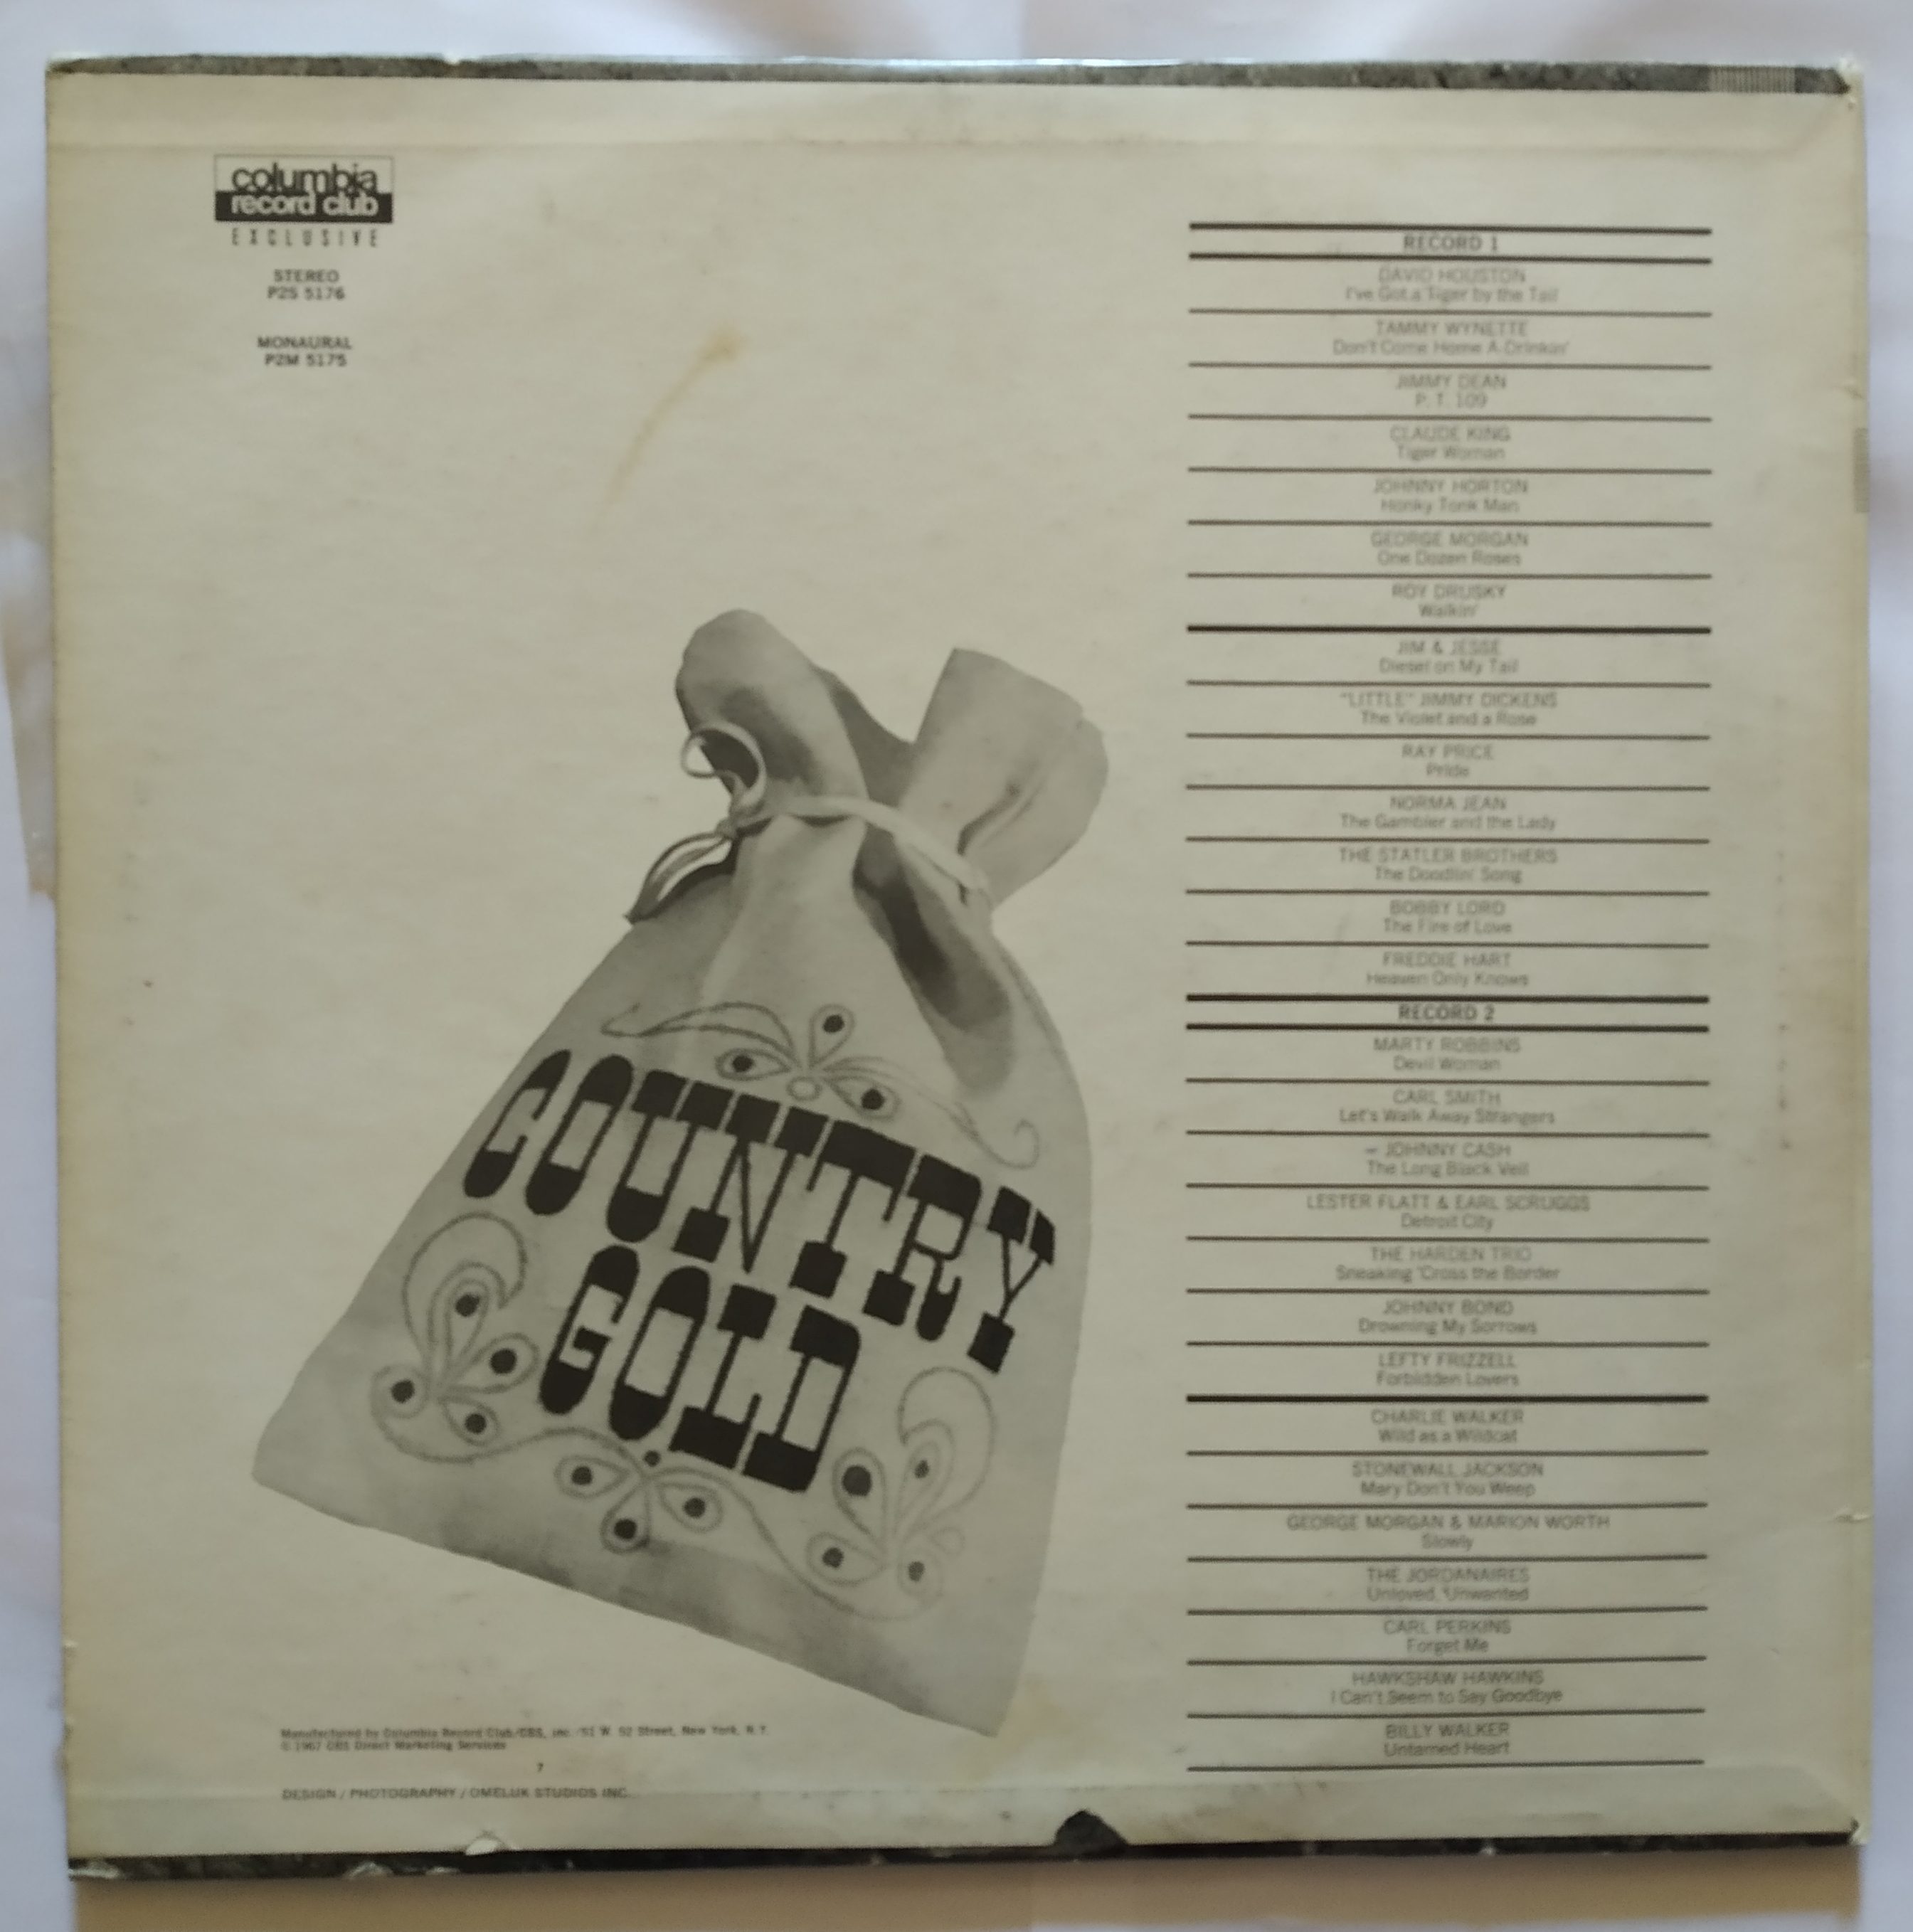 columbia
record club
EXCLUSIVE
STEREO
P2S 5176
MONAURAL
P2M 5175
COUNTRY
GOLD
Manufactured by Columbia Record Club/CBS, Inc./51 W. 52 Street, New York, N.Y.
© 1967 CBS Direct Marketing Services
7
DESIGN / PHOTOGRAPHY / OMELUK STUDIOS INC.
RECORD 1
DAVID HOUSTON
I've Got a Tiger by the Tail
TAMMY WYNETTE
Don't Come Home A-Drinkin'
JIMMY DEAN
P. T. 109
CLAUDE KING
Tiger Woman
JOHNNY HORTON
Honky Tonk Man
GEORGE MORGAN
One Dozen Roses
ROY DRUSKY
Walkin'
JIM & JESSE
Diesel on My Tail
"LITTLE" JIMMY DICKENS
The Violet and a Rose
RAY PRICE
Pride
NORMA JEAN
The Gambler and the Lady
THE STATLER BROTHERS
The Doodlin' Song
BOBBY LORD
The Fire of Love
FREDDIE HART
Heaven Only Knows
RECORD 2
MARTY ROBBINS
Devil Woman
CARL SMITH
Let's Walk Away Strangers
JOHNNY CASH
The Long Black Veil
LESTER FLATT & EARL SCRUGGS
Detroit City
THE HARDEN TRIO
Sneaking 'Cross the Border
JOHNNY BOND
Drowning My Sorrows
LEFTY FRIZZELL
Forbidden Lovers
CHARLIE WALKER
Wild as a Wildcat
STONEWALL JACKSON
Mary Don't You Weep
GEORGE MORGAN & MARION WORTH
Slowly
THE JORDANAIRES
Unloved, Unwanted
CARL PERKINS
Forget Me
HAWKSHAW HAWKINS
I Can't Seem to Say Goodbye
BILLY WALKER
Untamed Heart